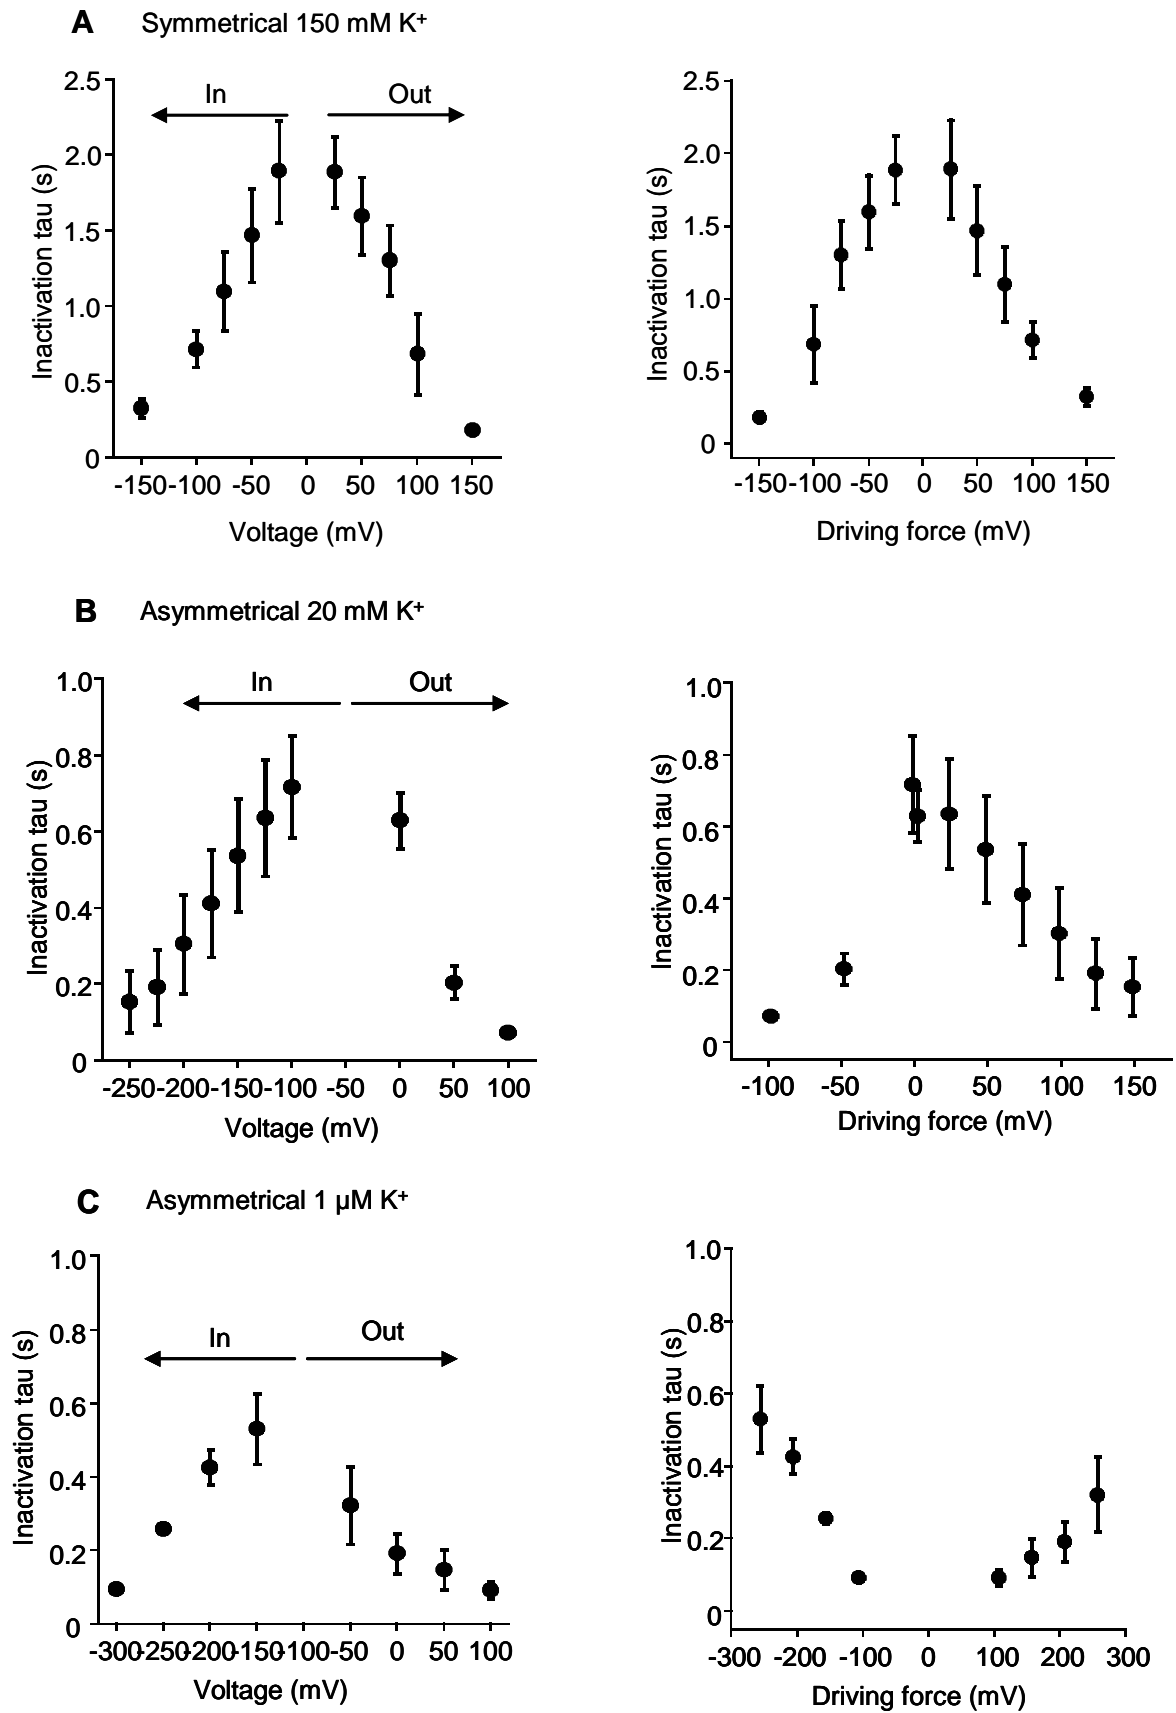 A Symmetrical 150 mM K⁺
2.5
2.0
1.5
1.0
0.5
0
Inactivation tau (s)
In
Out
-150 -100 -50 0 50 100 150
Voltage (mV)
2.5
2.0
1.5
1.0
0.5
0
Inactivation tau (s)
-150 -100 -50 0 50 100 150
Driving force (mV)
B Asymmetrical 20 mM K⁺
1.0
0.8
0.6
0.4
0.2
0
Inactivation tau (s)
In
Out
-250 -200 -150 -100 -50 0 50 100
Voltage (mV)
1.0
0.8
0.6
0.4
0.2
0
Inactivation tau (s)
-100 -50 0 50 100 150
Driving force (mV)
C Asymmetrical 1 µM K⁺
1.0
0.8
0.6
0.4
0.2
0
Inactivation tau (s)
In
Out
-300 -250 -200 -150 -100 -50 0 50 100
Voltage (mV)
1.0
0.8
0.6
0.4
0.2
0
Inactivation tau (s)
-300 -200 -100 0 100 200 300
Driving force (mV)